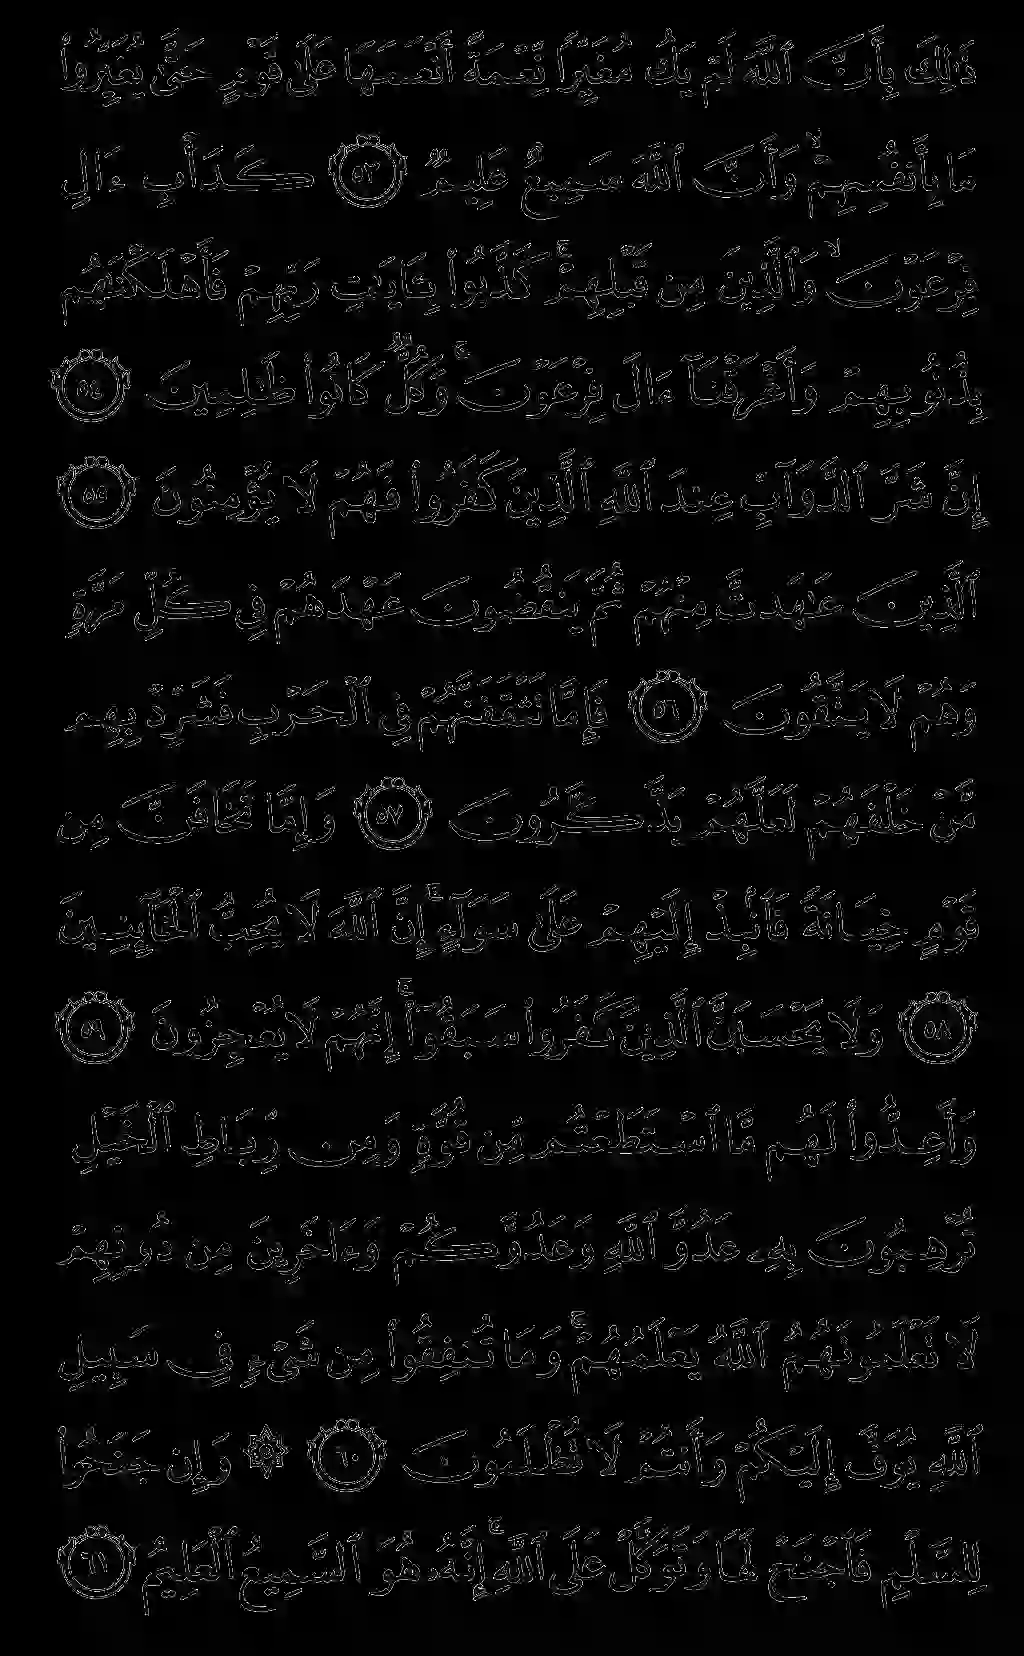 ذَٰلِكَ بِأَنَّ ٱللَّهَ لَمْ يَكُ مُغَيِّرًا نِّعْمَةً أَنْعَمَهَا عَلَىٰ قَوْمٍ حَتَّىٰ يُغَيِّرُوا۟
مَا بِأَنفُسِهِمْ ۙ وَأَنَّ ٱللَّهَ سَمِيعٌ عَلِيمٌ ٥٣ كَدَأْبِ ءَالِ
فِرْعَوْنَ ۙ وَٱلَّذِينَ مِن قَبْلِهِمْ ۚ كَذَّبُوا۟ بِـَٔايَـٰتِ رَبِّهِمْ فَأَهْلَكْنَـٰهُم
بِذُنُوبِهِمْ وَأَغْرَقْنَآ ءَالَ فِرْعَوْنَ ۚ وَكُلٌّ كَانُوا۟ ظَـٰلِمِينَ ٥٤
إِنَّ شَرَّ ٱلدَّوَآبِّ عِندَ ٱللَّهِ ٱلَّذِينَ كَفَرُوا۟ فَهُمْ لَا يُؤْمِنُونَ ٥٥
ٱلَّذِينَ عَـٰهَدتَّ مِنْهُمْ ثُمَّ يَنقُضُونَ عَهْدَهُمْ فِى كُلِّ مَرَّةٍ
وَهُمْ لَا يَتَّقُونَ ٥٦ فَإِمَّا تَثْقَفَنَّهُمْ فِى ٱلْحَرْبِ فَشَرِّدْ بِهِم
مَّنْ خَلْفَهُمْ لَعَلَّهُمْ يَذَّكَّرُونَ ٥٧ وَإِمَّا تَخَافَنَّ مِن
قَوْمٍ خِيَانَةً فَٱنۢبِذْ إِلَيْهِمْ عَلَىٰ سَوَآءٍ ۚ إِنَّ ٱللَّهَ لَا يُحِبُّ ٱلْخَآئِنِينَ
٥٨ وَلَا يَحْسَبَنَّ ٱلَّذِينَ كَفَرُوا۟ سَبَقُوٓا۟ ۚ إِنَّهُمْ لَا يُعْجِزُونَ ٥٩
وَأَعِدُّوا۟ لَهُم مَّا ٱسْتَطَعْتُم مِّن قُوَّةٍ وَمِن رِّبَاطِ ٱلْخَيْلِ
تُرْهِبُونَ بِهِۦ عَدُوَّ ٱللَّهِ وَعَدُوَّكُمْ وَءَاخَرِينَ مِن دُونِهِمْ
لَا تَعْلَمُونَهُمُ ٱللَّهُ يَعْلَمُهُمْ ۚ وَمَا تُنفِقُوا۟ مِن شَىْءٍ فِى سَبِيلِ
ٱللَّهِ يُوَفَّ إِلَيْكُمْ وَأَنتُمْ لَا تُظْلَمُونَ ٦٠ ۞ وَإِن جَنَحُوا۟
لِلسَّلْمِ فَٱجْنَحْ لَهَا وَتَوَكَّلْ عَلَى ٱللَّهِ ۚ إِنَّهُۥ هُوَ ٱلسَّمِيعُ ٱلْعَلِيمُ ٦١